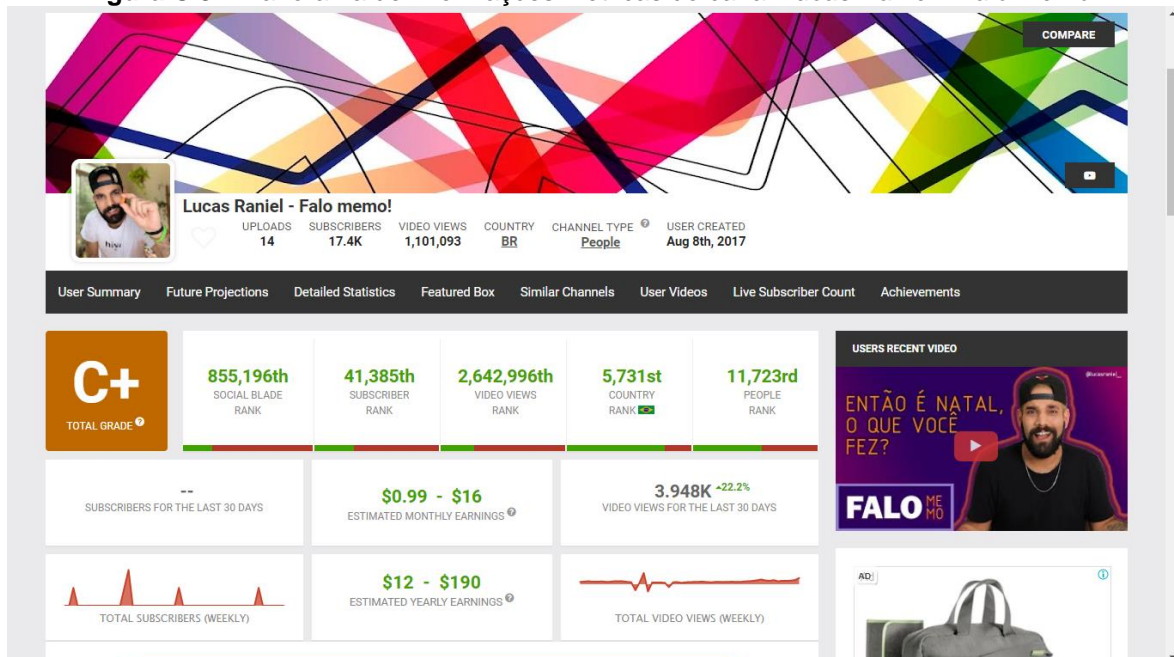 COMPARE
Lucas Raniel - Falo memo!
UPLOADS SUBSCRIBERS VIDEO VIEWS COUNTRY CHANNEL TYPE USER CREATED
14 17.4K 1,101,093 BR People Aug 8th, 2017
User Summary Future Projections Detailed Statistics Featured Box Similar Channels User Videos Live Subscriber Count Achievements
C+
TOTAL GRADE
855,196th 41,385th 2,642,996th 5,731st 11,723rd
SOCIAL BLADE SUBSCRIBER VIDEO VIEWS COUNTRY PEOPLE
RANK RANK RANK RANK RANK
USERS RECENT VIDEO
@lucasraniel_
ENTÃO É NATAL,
O QUE VOCÊ
FEZ?
FALO MEMO
--
SUBSCRIBERS FOR THE LAST 30 DAYS
$0.99 - $16
ESTIMATED MONTHLY EARNINGS
3.948K 22.2%
VIDEO VIEWS FOR THE LAST 30 DAYS
TOTAL SUBSCRIBERS (WEEKLY)
$12 - $190
ESTIMATED YEARLY EARNINGS
TOTAL VIDEO VIEWS (WEEKLY)
AD